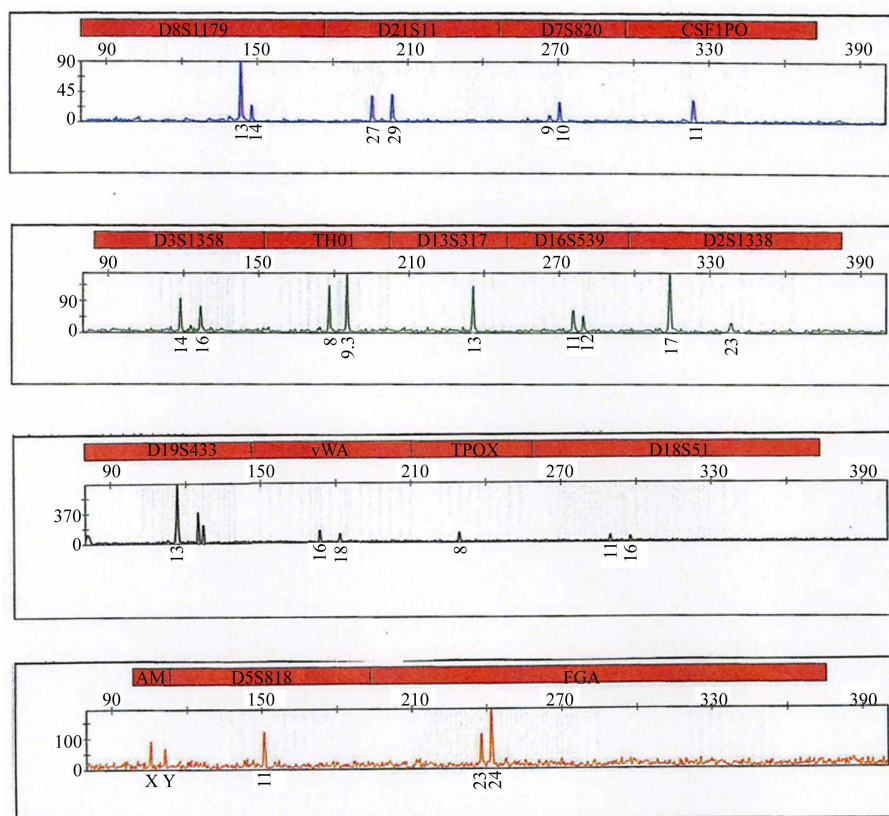 D8S1179 D21S11 D7S820 CSF1PO
90 150 210 270 330 390
90
45
0
13 14 27 29 9 10 11
D3S1358 TH01 D13S317 D16S539 D2S1338
90 150 210 270 330 390
90
0
14 16 8 9.3 13 11 12 17 23
D19S433 vWA TPOX D18S51
90 150 210 270 330 390
370
0
13 16 18 8 11 16
AM D5S818 FGA
90 150 210 270 330 390
100
0
X Y 11 23 24